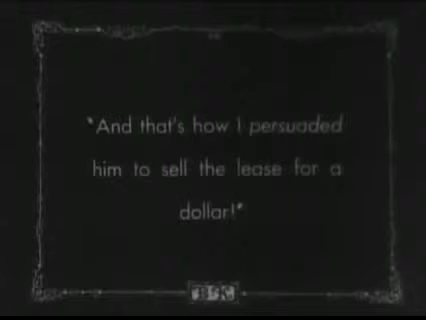 "And that's how I persuaded
him to sell the lease for a
dollar!"
B K